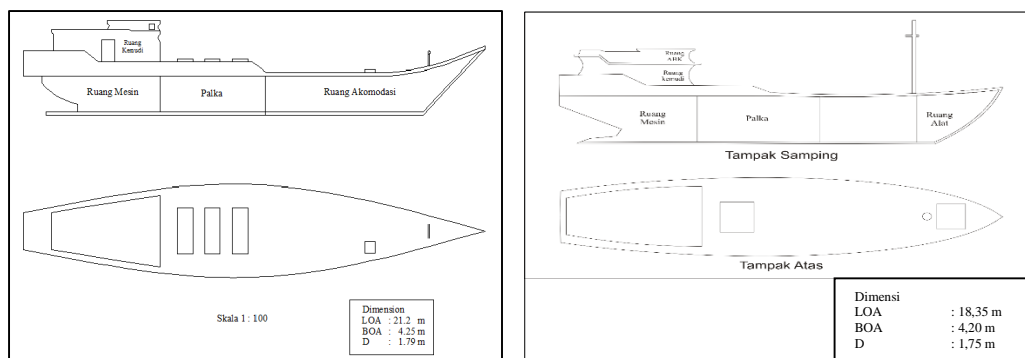 Ruang
Kemudi
Ruang Mesin
Palka
Ruang Akomodasi
Skala 1 : 100
Dimension
LOA : 21.2 m
BOA : 4.25 m
D : 1.79 m
Ruang
ABK
Ruang
kemudi
Ruang
Mesin
Palka
Ruang
Alat
Tampak Samping
Tampak Atas
Dimensi
LOA : 18,35 m
BOA : 4,20 m
D : 1,75 m